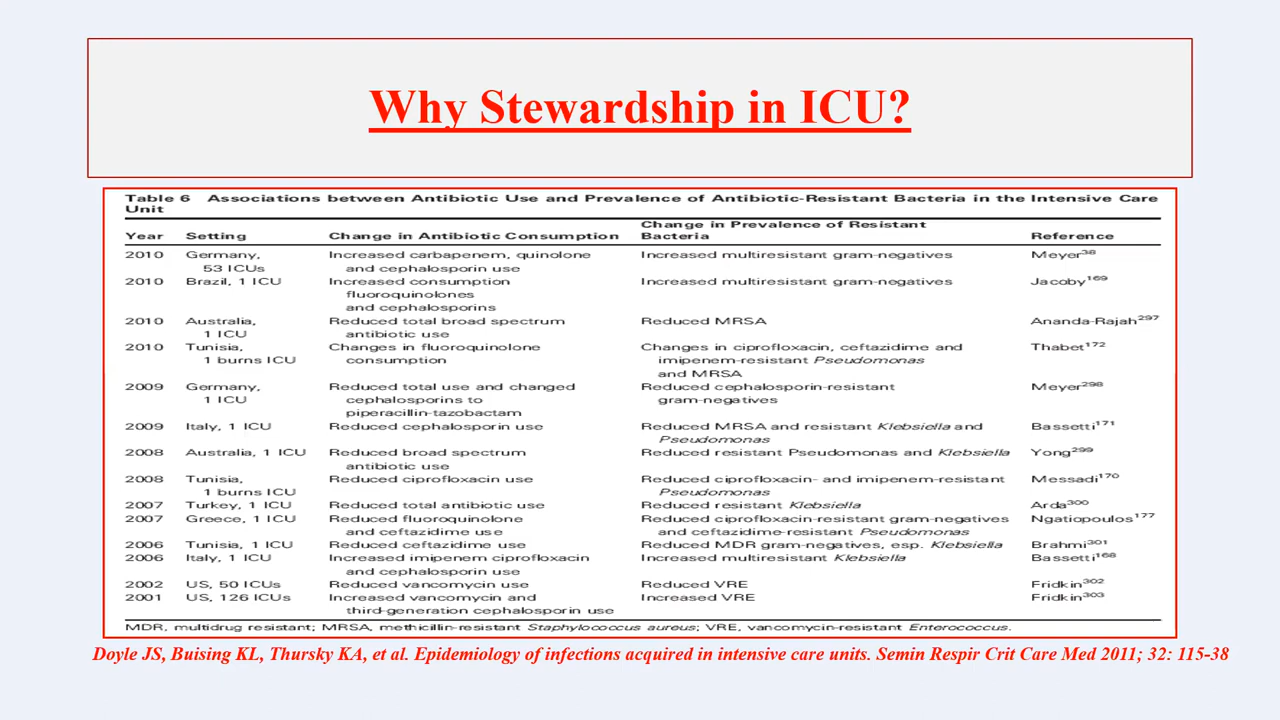 Why Stewardship in ICU?
Table 6 Associations between Antibiotic Use and Prevalence of Antibiotic-Resistant Bacteria in the Intensive Care
Unit
Year Setting Change in Antibiotic Consumption Change in Prevalence of Resistant Bacteria Reference
2010 Germany, Increased carbapenem, quinolone Increased multiresistant gram-negatives Meyer38
53 ICUs and cephalosporin use
2010 Brazil, 1 ICU Increased consumption Increased multiresistant gram-negatives Jacoby169
fluoroquinolones
and cephalosporins
2010 Australia, Reduced total broad spectrum Reduced MRSA Ananda-Rajah297
1 ICU antibiotic use
2010 Tunisia, Changes in fluoroquinolone Changes in ciprofloxacin, ceftazidime and Thabet172
1 burns ICU consumption imipenem-resistant Pseudomonas
and MRSA
2009 Germany, Reduced total use and changed Reduced cephalosporin-resistant Meyer298
1 ICU cephalosporins to gram-negatives
piperacillin-tazobactam
2009 Italy, 1 ICU Reduced cephalosporin use Reduced MRSA and resistant Klebsiella and Bassetti171
Pseudomonas
2008 Australia, 1 ICU Reduced broad spectrum Reduced resistant Pseudomonas and Klebsiella Yong299
antibiotic use
2008 Tunisia, Reduced ciprofloxacin use Reduced ciprofloxacin- and imipenem-resistant Messadi170
1 burns ICU Pseudomonas
2007 Turkey, 1 ICU Reduced total antibiotic use Reduced resistant Klebsiella Arda300
2007 Greece, 1 ICU Reduced fluoroquinolone Reduced ciprofloxacin-resistant gram-negatives Ngatiopoulos177
and ceftazidime use and ceftazidime-resistant Pseudomonas
2006 Tunisia, 1 ICU Reduced ceftazidime use Reduced MDR gram-negatives, esp. Klebsiella Brahmi301
2006 Italy, 1 ICU Increased imipenem ciprofloxacin Increased multiresistant Klebsiella Bassetti168
and cephalosporin use
2002 US, 50 ICUs Reduced vancomycin use Reduced VRE Fridkin302
2001 US, 126 ICUs Increased vancomycin and Increased VRE Fridkin303
third-generation cephalosporin use
MDR, multidrug resistant; MRSA, methicillin-resistant Staphylococcus aureus; VRE, vancomycin-resistant Enterococcus.
Doyle JS, Buising KL, Thursky KA, et al. Epidemiology of infections acquired in intensive care units. Semin Respir Crit Care Med 2011; 32: 115-38